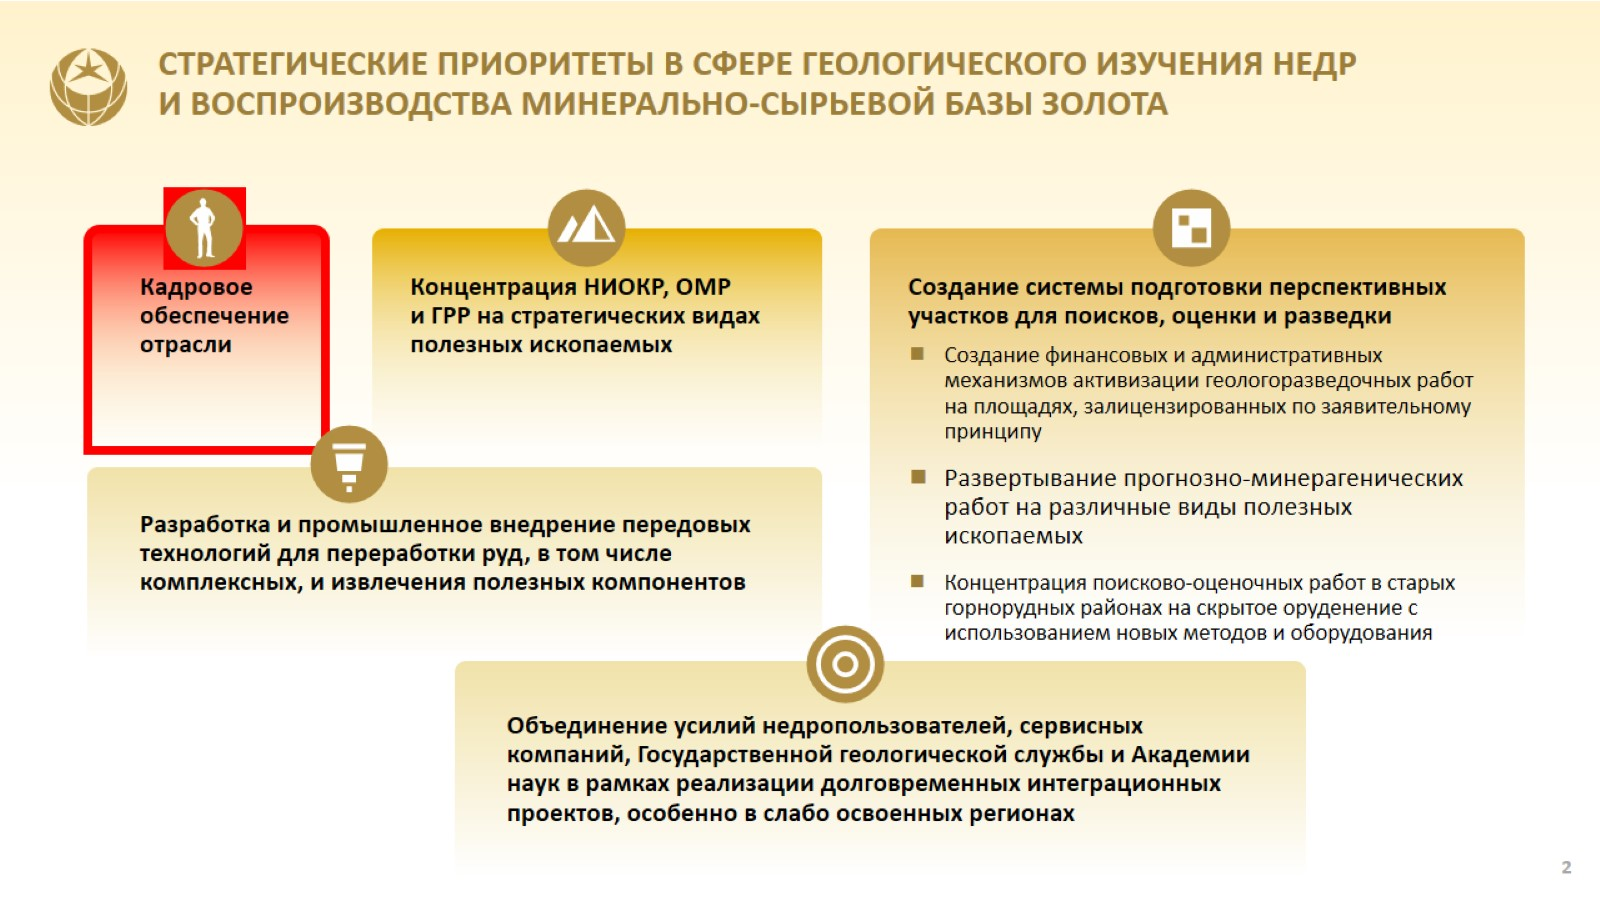 СТРАТЕГИЧЕСКИЕ ПРИОРИТЕТЫ В СФЕРЕ ГЕОЛОГИЧЕСКОГО ИЗУЧЕНИЯ НЕДР
И ВОСПРОИЗВОДСТВА МИНЕРАЛЬНО-СЫРЬЕВОЙ БАЗЫ ЗОЛОТА
Кадровое
обеспечение
отрасли
Концентрация НИОКР, ОМР
и ГРР на стратегических видах
полезных ископаемых
Создание системы подготовки перспективных
участков для поисков, оценки и разведки
Создание финансовых и административных
механизмов активизации геологоразведочных работ
на площадях, залицензированных по заявительному
принципу
Развертывание прогнозно-минерагенических
работ на различные виды полезных
ископаемых
Концентрация поисково-оценочных работ в старых
горнорудных районах на скрытое оруденение с
использованием новых методов и оборудования
Разработка и промышленное внедрение передовых
технологий для переработки руд, в том числе
комплексных, и извлечения полезных компонентов
Объединение усилий недропользователей, сервисных
компаний, Государственной геологической службы и Академии
наук в рамках реализации долговременных интеграционных
проектов, особенно в слабо освоенных регионах
2